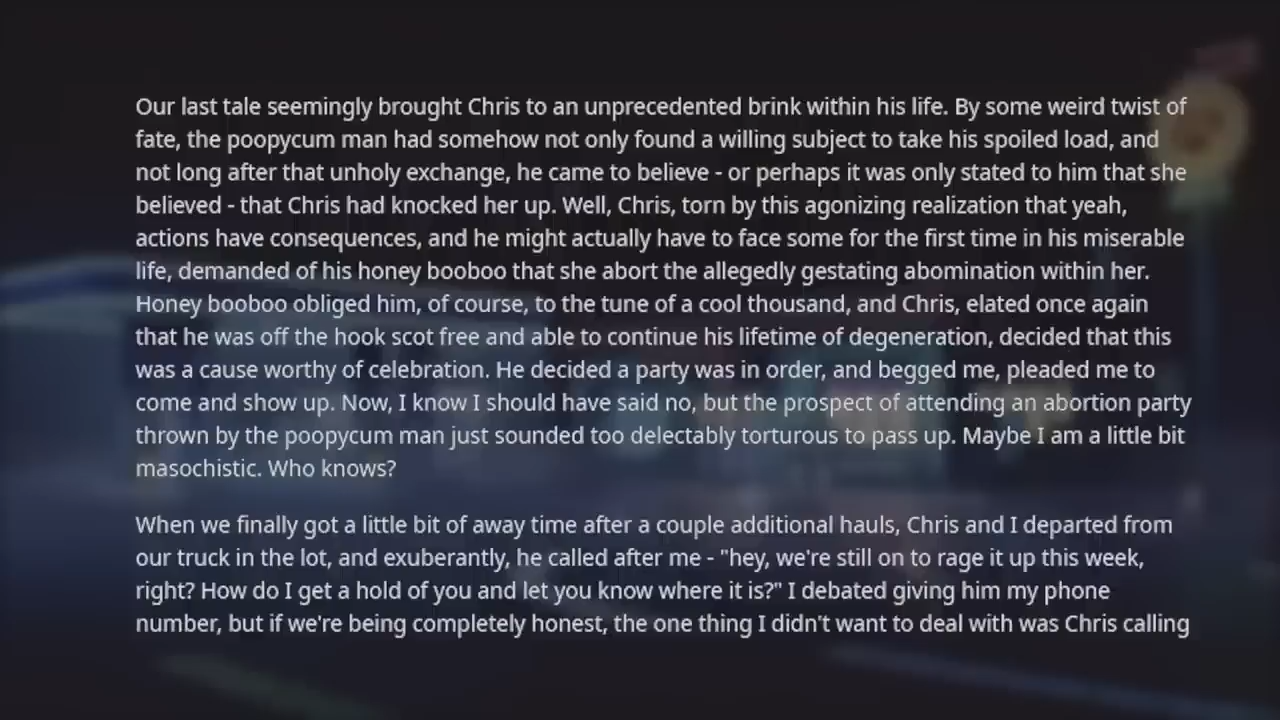 Our last tale seemingly brought Chris to an unprecedented brink within his life. By some weird twist of
fate, the poopycum man had somehow not only found a willing subject to take his spoiled load, and
not long after that unholy exchange, he came to believe - or perhaps it was only stated to him that she
believed - that Chris had knocked her up. Well, Chris, torn by this agonizing realization that yeah,
actions have consequences, and he might actually have to face some for the first time in his miserable
life, demanded of his honey booboo that she abort the allegedly gestating abomination within her.
Honey booboo obliged him, of course, to the tune of a cool thousand, and Chris, elated once again
that he was off the hook scot free and able to continue his lifetime of degeneration, decided that this
was a cause worthy of celebration. He decided a party was in order, and begged me, pleaded me to
come and show up. Now, I know I should have said no, but the prospect of attending an abortion party
thrown by the poopycum man just sounded too delectably torturous to pass up. Maybe I am a little bit
masochistic. Who knows?
When we finally got a little bit of away time after a couple additional hauls, Chris and I departed from
our truck in the lot, and exuberantly, he called after me - "hey, we're still on to rage it up this week,
right? How do I get a hold of you and let you know where it is?" I debated giving him my phone
number, but if we're being completely honest, the one thing I didn't want to deal with was Chris calling